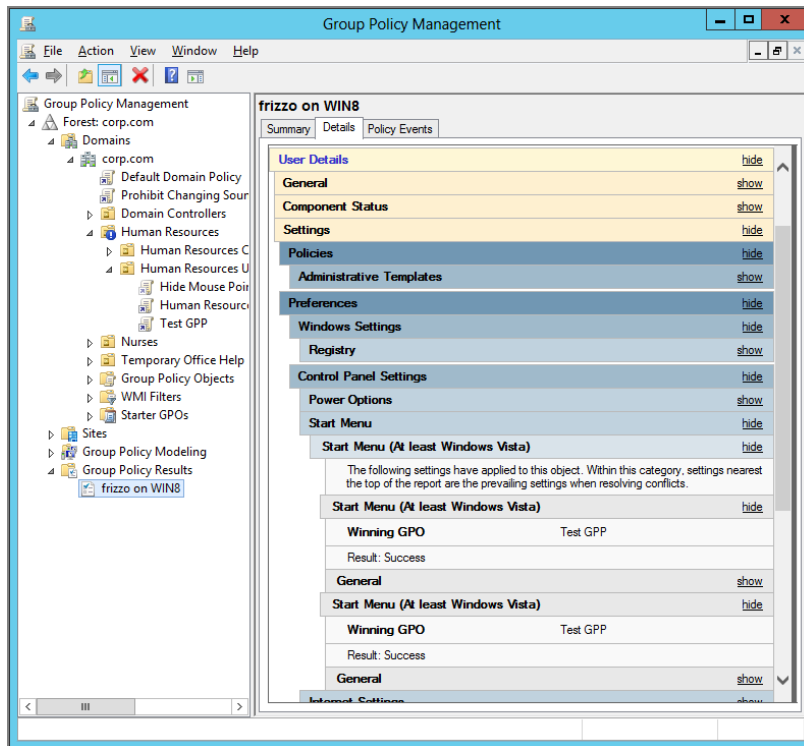 Group Policy Management
File Action View Window Help
Group Policy Management
Forest: corp.com
Domains
corp.com
Default Domain Policy
Prohibit Changing Sour
Domain Controllers
Human Resources
Human Resources C
Human Resources U
Hide Mouse Poin
Human Resource
Test GPP
Nurses
Temporary Office Help
Group Policy Objects
WMI Filters
Starter GPOs
Sites
Group Policy Modeling
Group Policy Results
frizzo on WIN8
frizzo on WIN8
Summary Details Policy Events
User Details hide
General show
Component Status show
Settings hide
Policies hide
Administrative Templates show
Preferences hide
Windows Settings hide
Registry show
Control Panel Settings hide
Power Options show
Start Menu hide
Start Menu (At least Windows Vista) hide
The following settings have applied to this object. Within this category, settings nearest
the top of the report are the prevailing settings when resolving conflicts.
Start Menu (At least Windows Vista) hide
Winning GPO Test GPP
Result: Success
General show
Start Menu (At least Windows Vista) hide
Winning GPO Test GPP
Result: Success
General show
Internet Settings show